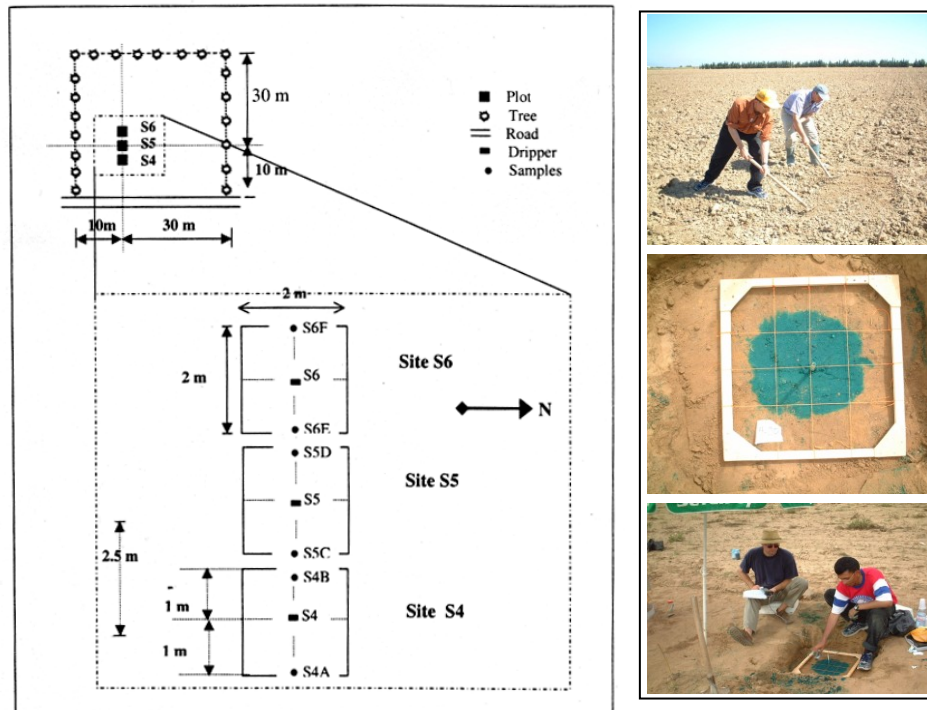 30 m
S6
S5
S4
10 m
10m
30 m
Plot
Tree
Road
Dripper
Samples
2 m
S6F
2 m
S6
Site S6
N
S6E
S5D
Site S5
S5
S5C
2.5 m
S4B
1 m
S4
Site S4
1 m
S4A